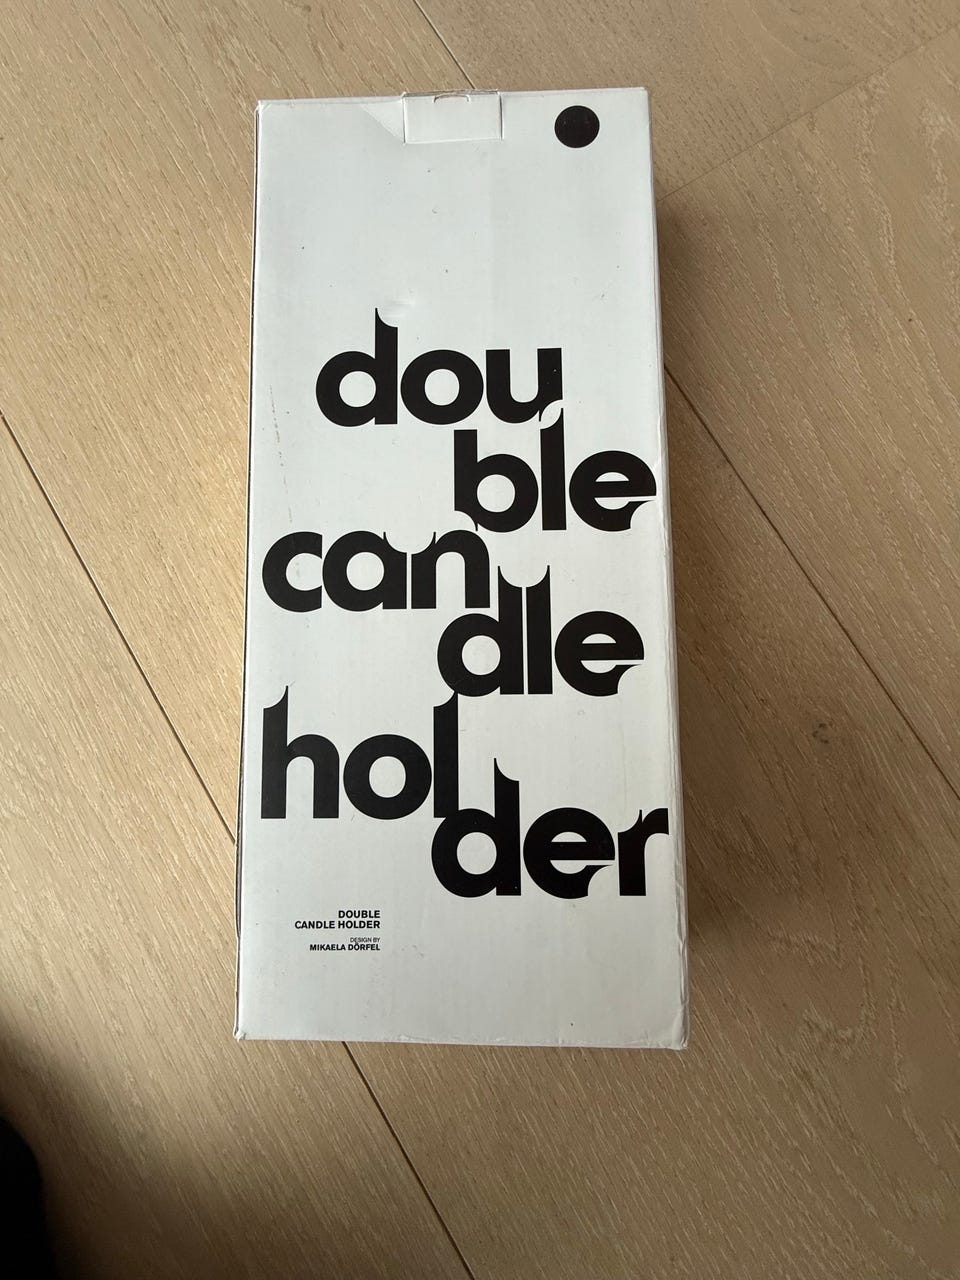 dou
ble
can
dle
hol
der
DOUBLE
CANDLE HOLDER
DESIGN BY
MIKAELA DÖRFEL